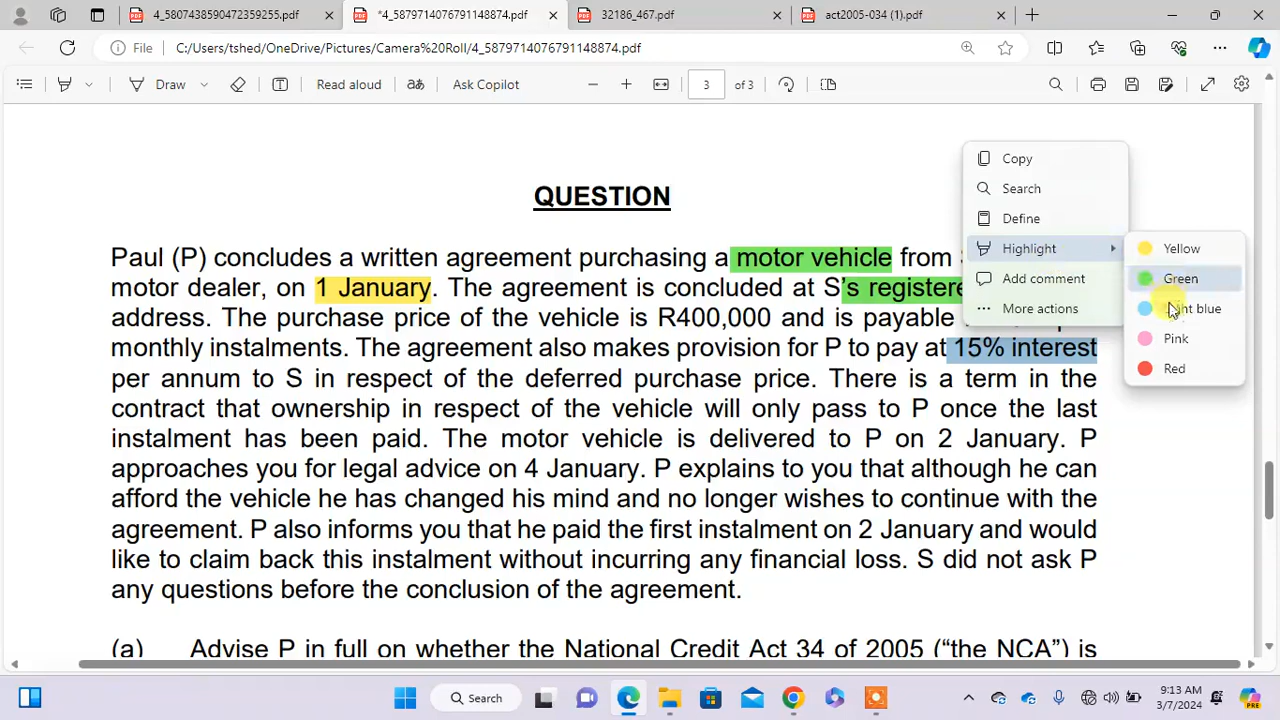 4_5807438590472359255.pdf
*4_5879714076791148874.pdf
32186_467.pdf
act2005-034 (1).pdf
File
C:/Users/tshed/OneDrive/Pictures/Camera%20Roll/4_5879714076791148874.pdf
Draw
Read aloud
aあ
Ask Copilot
3
of 3
Copy
Search
Define
Highlight
Add comment
More actions
Yellow
Green
Light blue
Pink
Red
QUESTION
Paul (P) concludes a written agreement purchasing a motor vehicle from
motor dealer, on 1 January. The agreement is concluded at S's registere
address. The purchase price of the vehicle is R400,000 and is payable
monthly instalments. The agreement also makes provision for P to pay at 15% interest
per annum to S in respect of the deferred purchase price. There is a term in the
contract that ownership in respect of the vehicle will only pass to P once the last
instalment has been paid. The motor vehicle is delivered to P on 2 January. P
approaches you for legal advice on 4 January. P explains to you that although he can
afford the vehicle he has changed his mind and no longer wishes to continue with the
agreement. P also informs you that he paid the first instalment on 2 January and would
like to claim back this instalment without incurring any financial loss. S did not ask P
any questions before the conclusion of the agreement.
(a) Advise P in full on whether the National Credit Act 34 of 2005 ("the NCA") is
Search
9:13 AM
3/7/2024
PRE